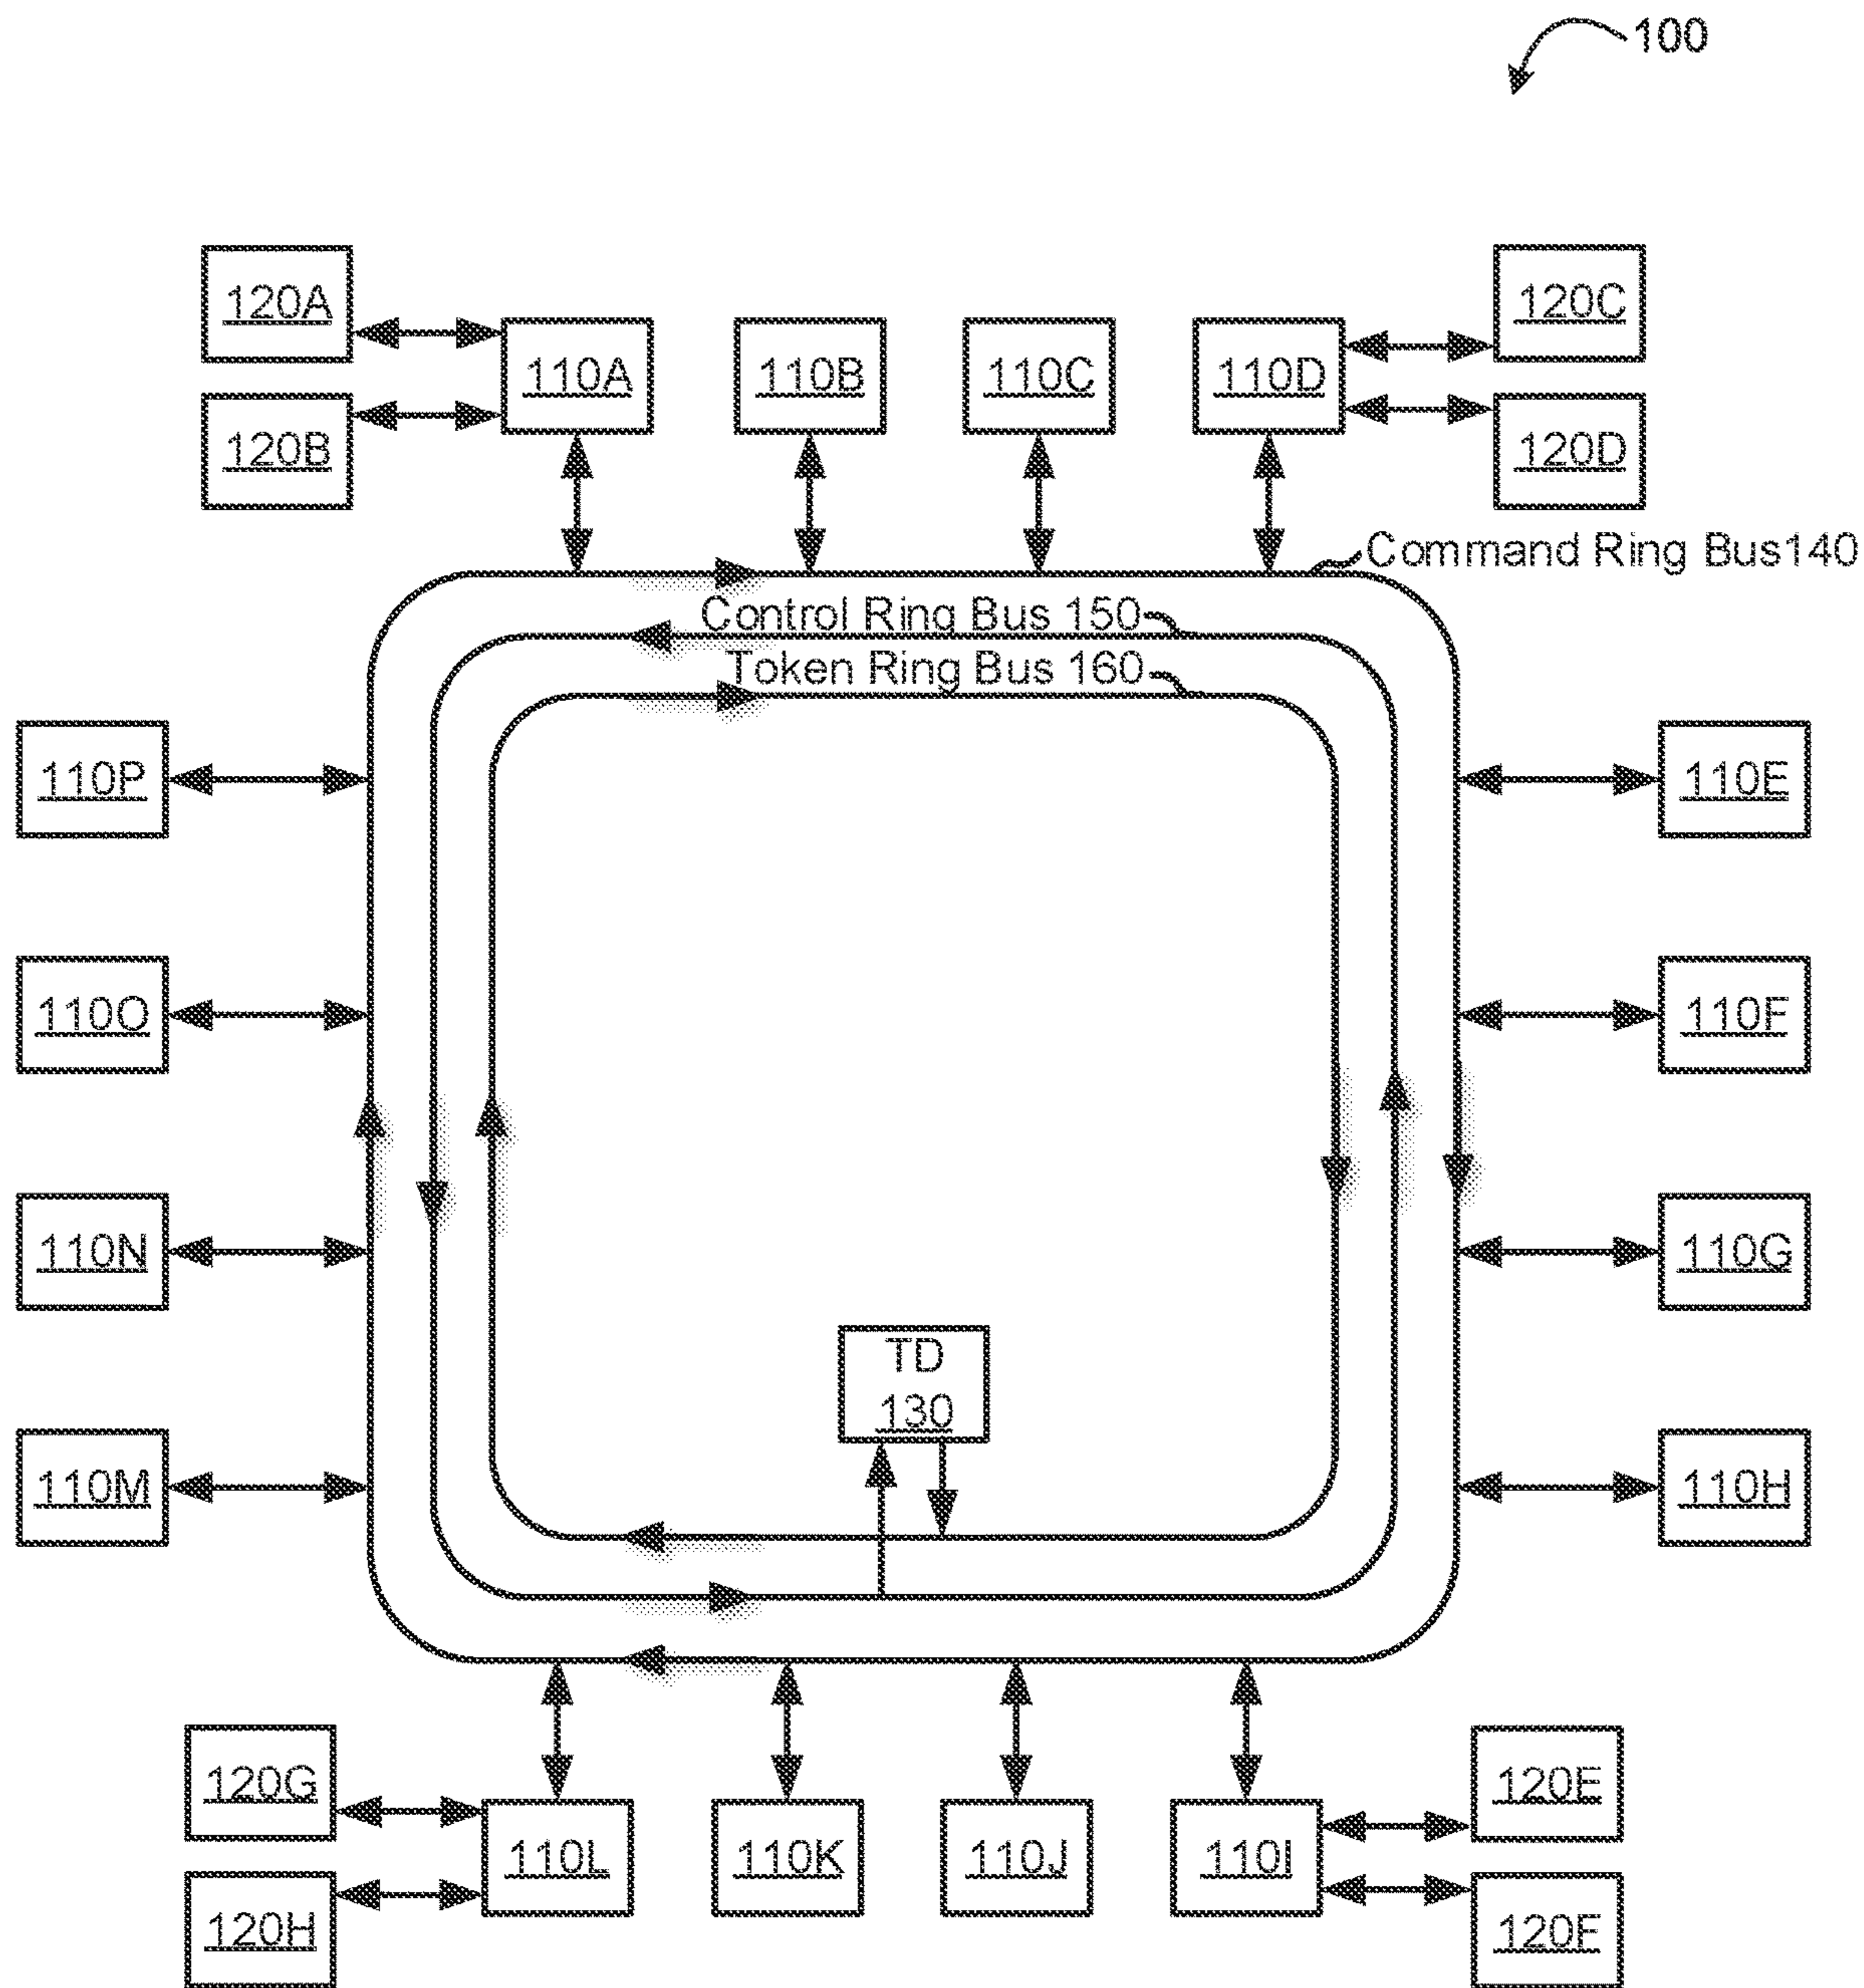 100
120A
120C
110A
110B
110C
110D
120B
120D
Command Ring Bus140
Control Ring Bus 150
Token Ring Bus 160
110P
110E
110O
110F
110N
110G
TD
130
110M
110H
120G
120E
110L
110K
110J
110I
120H
120F